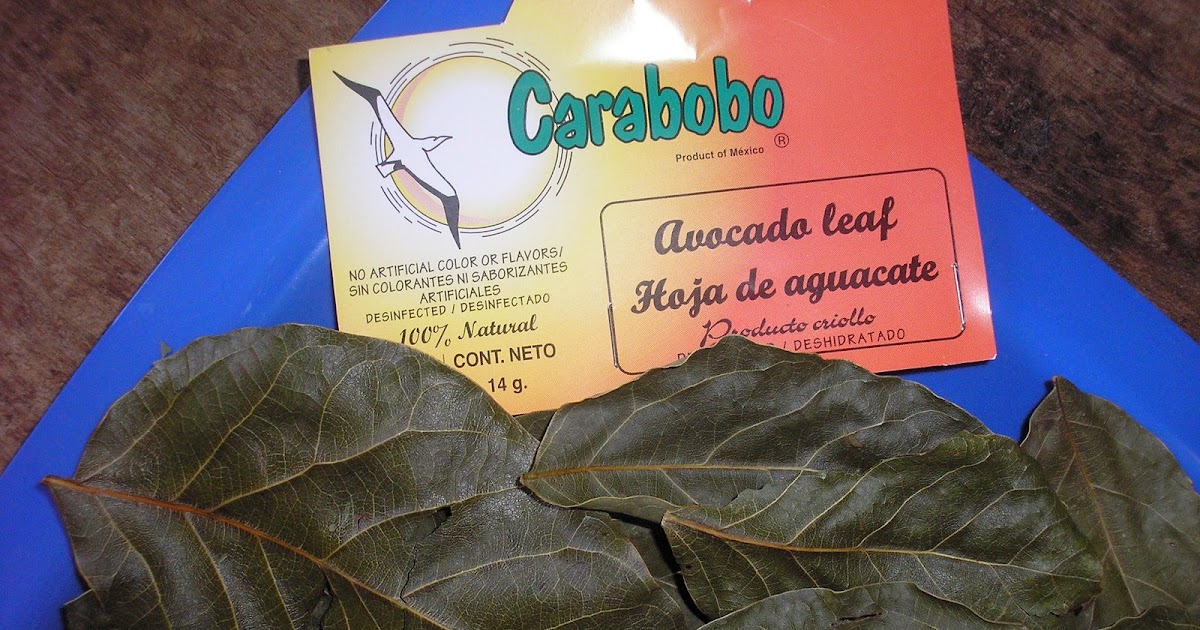 Carabobo
®
Product of México
NO ARTIFICIAL COLOR OR FLAVORS/
SIN COLORANTES NI SABORIZANTES
ARTIFICIALES
DESINFECTED / DESINFECTADO
100% Natural
CONT. NETO
14 g.
Avocado leaf
Hoja de aguacate
Producto criollo
/ DESHIDRATADO